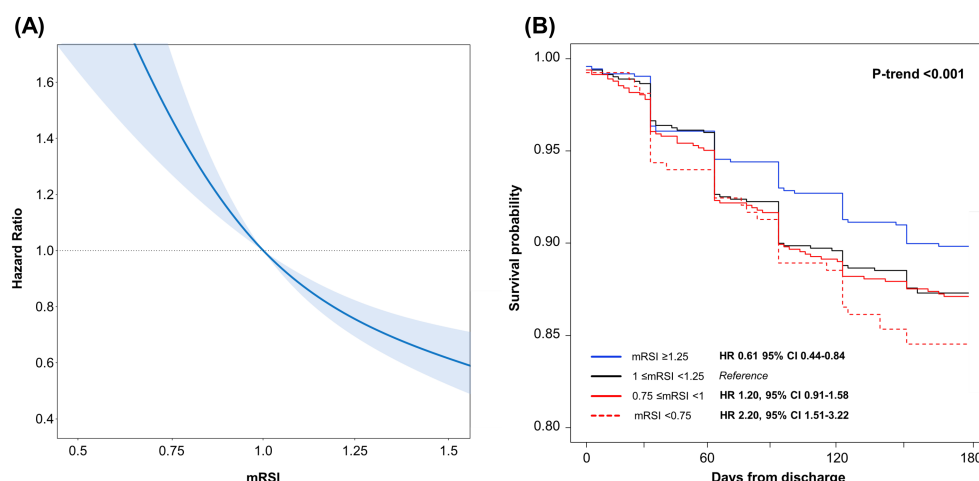 (A)
Hazard Ratio
1.6
1.4
1.2
1.0
0.8
0.6
0.4
0.5
0.75
1.0
1.25
1.5
mRSI
(B)
Survival probability
1.00
0.95
0.90
0.85
0.80
P-trend <0.001
mRSI ≥1.25 HR 0.61 95% CI 0.44-0.84
1 ≤mRSI <1.25 Reference
0.75 ≤mRSI <1 HR 1.20, 95% CI 0.91-1.58
mRSI <0.75 HR 2.20, 95% CI 1.51-3.22
0
60
120
180
Days from discharge